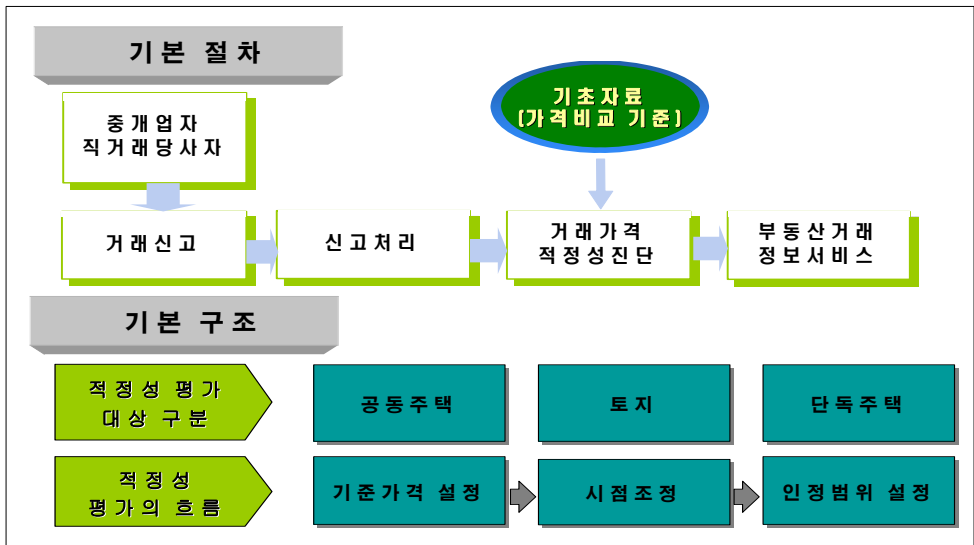 기본 절차
중개업자
직거래당사자
기초자료
(가격비교 기준)
거래신고
신고처리
거래가격
적정성진단
부동산거래
정보서비스
기본 구조
적정성 평가
대상 구분
공동주택
토지
단독주택
적정성
평가의 흐름
기준가격 설정
시점조정
인정범위 설정